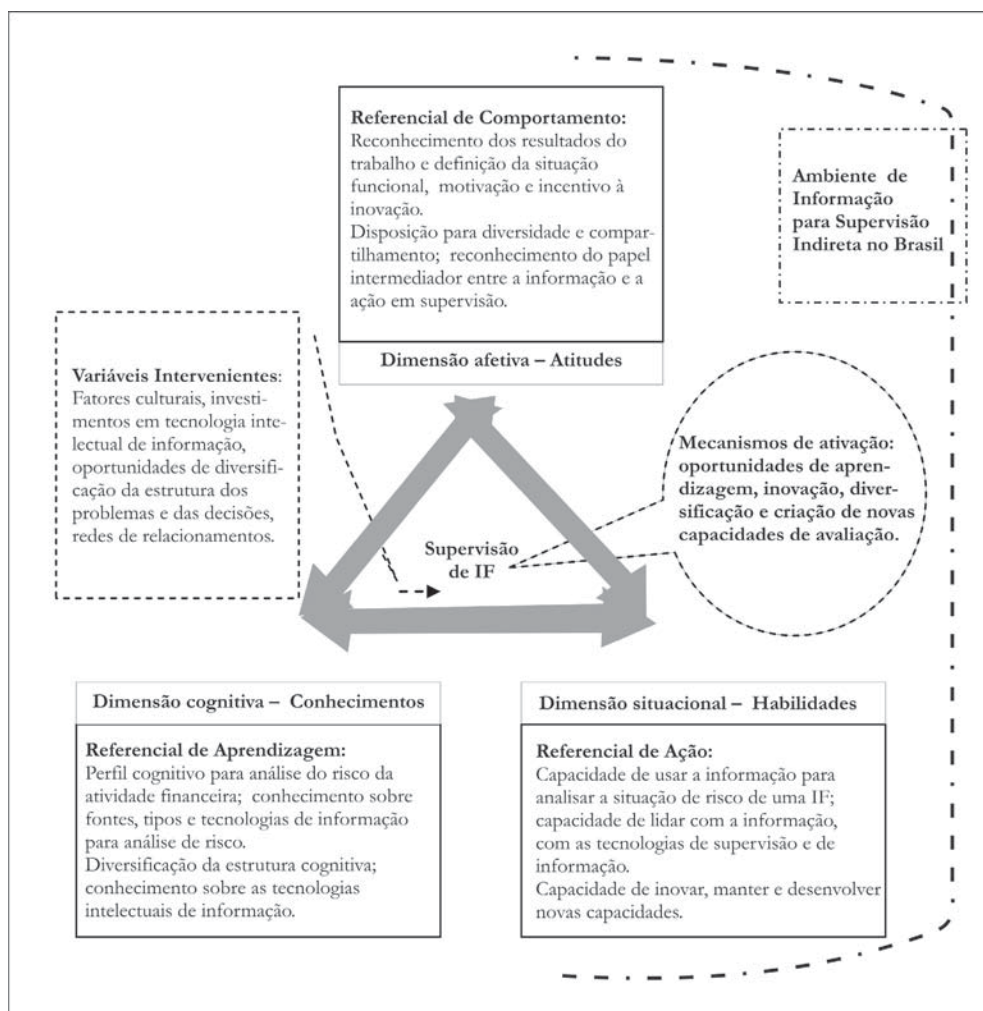 Referencial de Comportamento:
Reconhecimento dos resultados do
trabalho e definição da situação
funcional, motivação e incentivo à
inovação.
Disposição para diversidade e compar-
tilhamento; reconhecimento do papel
intermediador entre a informação e a
ação em supervisão.
Dimensão afetiva – Atitudes
Ambiente de
Informação
para Supervisão
Indireta no Brasil
Variáveis Intervenientes:
Fatores culturais, investi-
mentos em tecnologia inte-
lectual de informação,
oportunidades de diversifi-
cação da estrutura dos
problemas e das decisões,
redes de relacionamentos.
Supervisão
de IF
Mecanismos de ativação:
oportunidades de apren-
dizagem, inovação, diver-
sificação e criação de novas
capacidades de avaliação.
Dimensão cognitiva – Conhecimentos
Referencial de Aprendizagem:
Perfil cognitivo para análise do risco da
atividade financeira; conhecimento sobre
fontes, tipos e tecnologias de informação
para análise de risco.
Diversificação da estrutura cognitiva;
conhecimento sobre as tecnologias
intelectuais de informação.
Dimensão situacional – Habilidades
Referencial de Ação:
Capacidade de usar a informação para
analisar a situação de risco de uma IF;
capacidade de lidar com a informação,
com as tecnologias de supervisão e de
informação.
Capacidade de inovar, manter e desenvolver
novas capacidades.